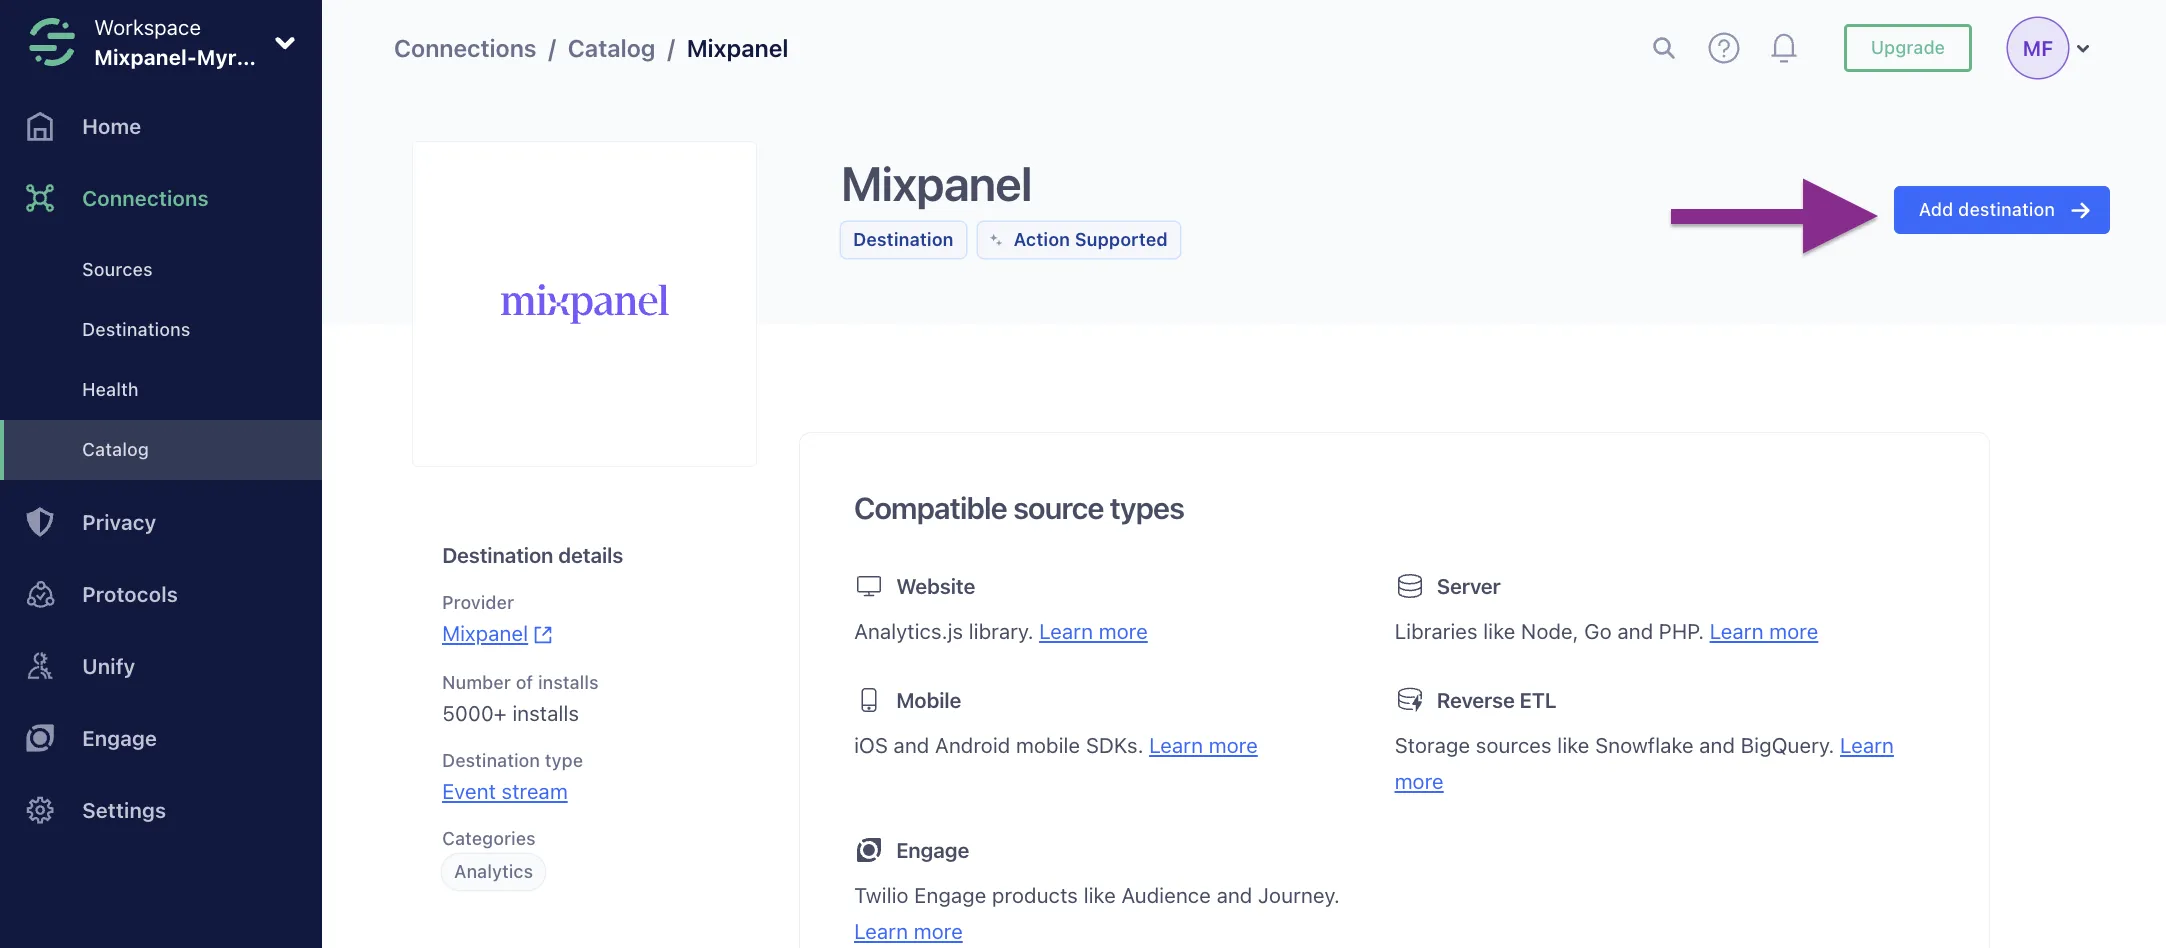 Workspace
Mixpanel-Myr...
Home
Connections
Sources
Destinations
Health
Catalog
Privacy
Protocols
Unify
Engage
Settings
Connections / Catalog / Mixpanel
Upgrade
MF
mixpanel
Mixpanel
Destination
Action Supported
Add destination
Destination details
Provider
Mixpanel
Number of installs
5000+ installs
Destination type
Event stream
Categories
Analytics
Compatible source types
Website
Analytics.js library. Learn more
Server
Libraries like Node, Go and PHP. Learn more
Mobile
iOS and Android mobile SDKs. Learn more
Reverse ETL
Storage sources like Snowflake and BigQuery. Learn
more
Engage
Twilio Engage products like Audience and Journey.
Learn more